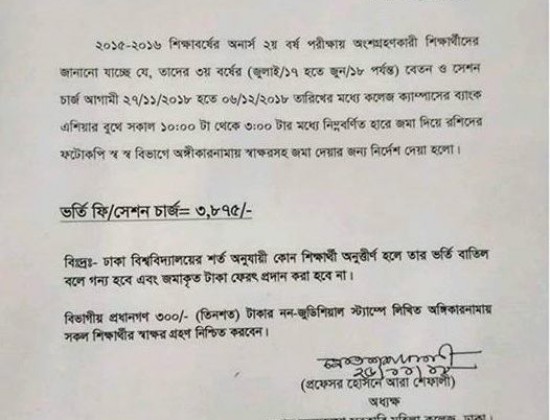 ২০১৫-২০১৬ শিক্ষাবর্ষের অনার্স ২য় বর্ষ পরীক্ষায় অংশগ্রহণকারী শিক্ষার্থীদের
জানানো যাচ্ছে যে, তাদের ৩য় বর্ষের (জুলাই/১৭ হতে জুন/১৮ পর্যন্ত) বেতন ও সেশন
চার্জ আগামী ২৭/১১/২০১৮ হতে ০৬/১২/২০১৮ তারিখের মধ্যে কলেজ ক্যাম্পাসের ব্যাংক
এশিয়ার বুথে সকাল ১০:০০ টা থেকে ৩:০০ টার মধ্যে নিম্নবর্ণিত হারে জমা দিয়ে রশিদের
ফটোকপি স্ব স্ব বিভাগে অঙ্গীকারনামায় স্বাক্ষরসহ জমা দেয়ার জন্য নির্দেশ দেয়া হলো।
ভর্তি ফি/সেশন চার্জ= ৩,৮৭৫/-
বিঃদ্রঃ- ঢাকা বিশ্ববিদ্যালয়ের শর্ত অনুযায়ী কোন শিক্ষার্থী অনুত্তীর্ণ হলে তার ভর্তি বাতিল
বলে গন্য হবে এবং জমাকৃত টাকা ফেরৎ প্রদান করা হবে না।
বিভাগীয় প্রধানগণ ৩০০/- (তিনশত) টাকার নন-জুডিশিয়াল স্ট্যাম্পে লিখিত অঙ্গিকারনামায়
সকল শিক্ষার্থীর স্বাক্ষর গ্রহণ নিশ্চিত করবেন।
২৫/১১/১৮
(প্রফেসর হোসনে আরা শেফালী)
অধ্যক্ষ